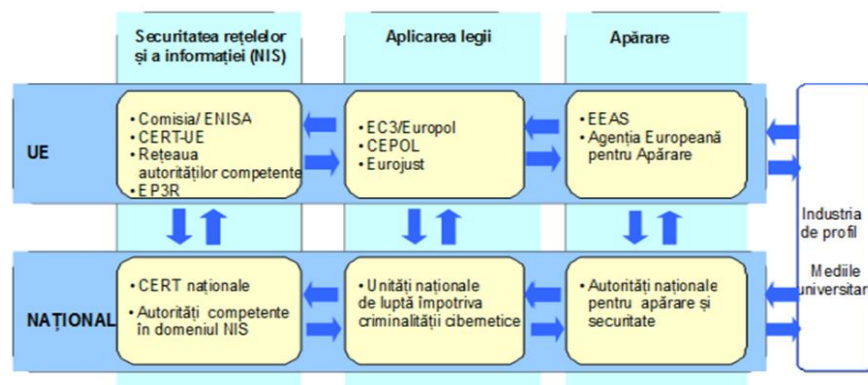 Securitatea rețelelor
și a informației (NIS)
Aplicarea legii
Apărare
UE
• Comisia/ ENISA
• CERT-UE
• Rețeaua
autorităților competente
• EP3R
• EC3/Europol
• CEPOL
• Eurojust
• EEAS
• Agenția Europeană
pentru Apărare
NAȚIONAL
• CERT naționale
• Autorități competente
în domeniul NIS
• Unități naționale
de luptă împotriva
criminalității cibernetice
• Autorități naționale
pentru apărare și
securitate
Industria
de profil
Mediile
universitar